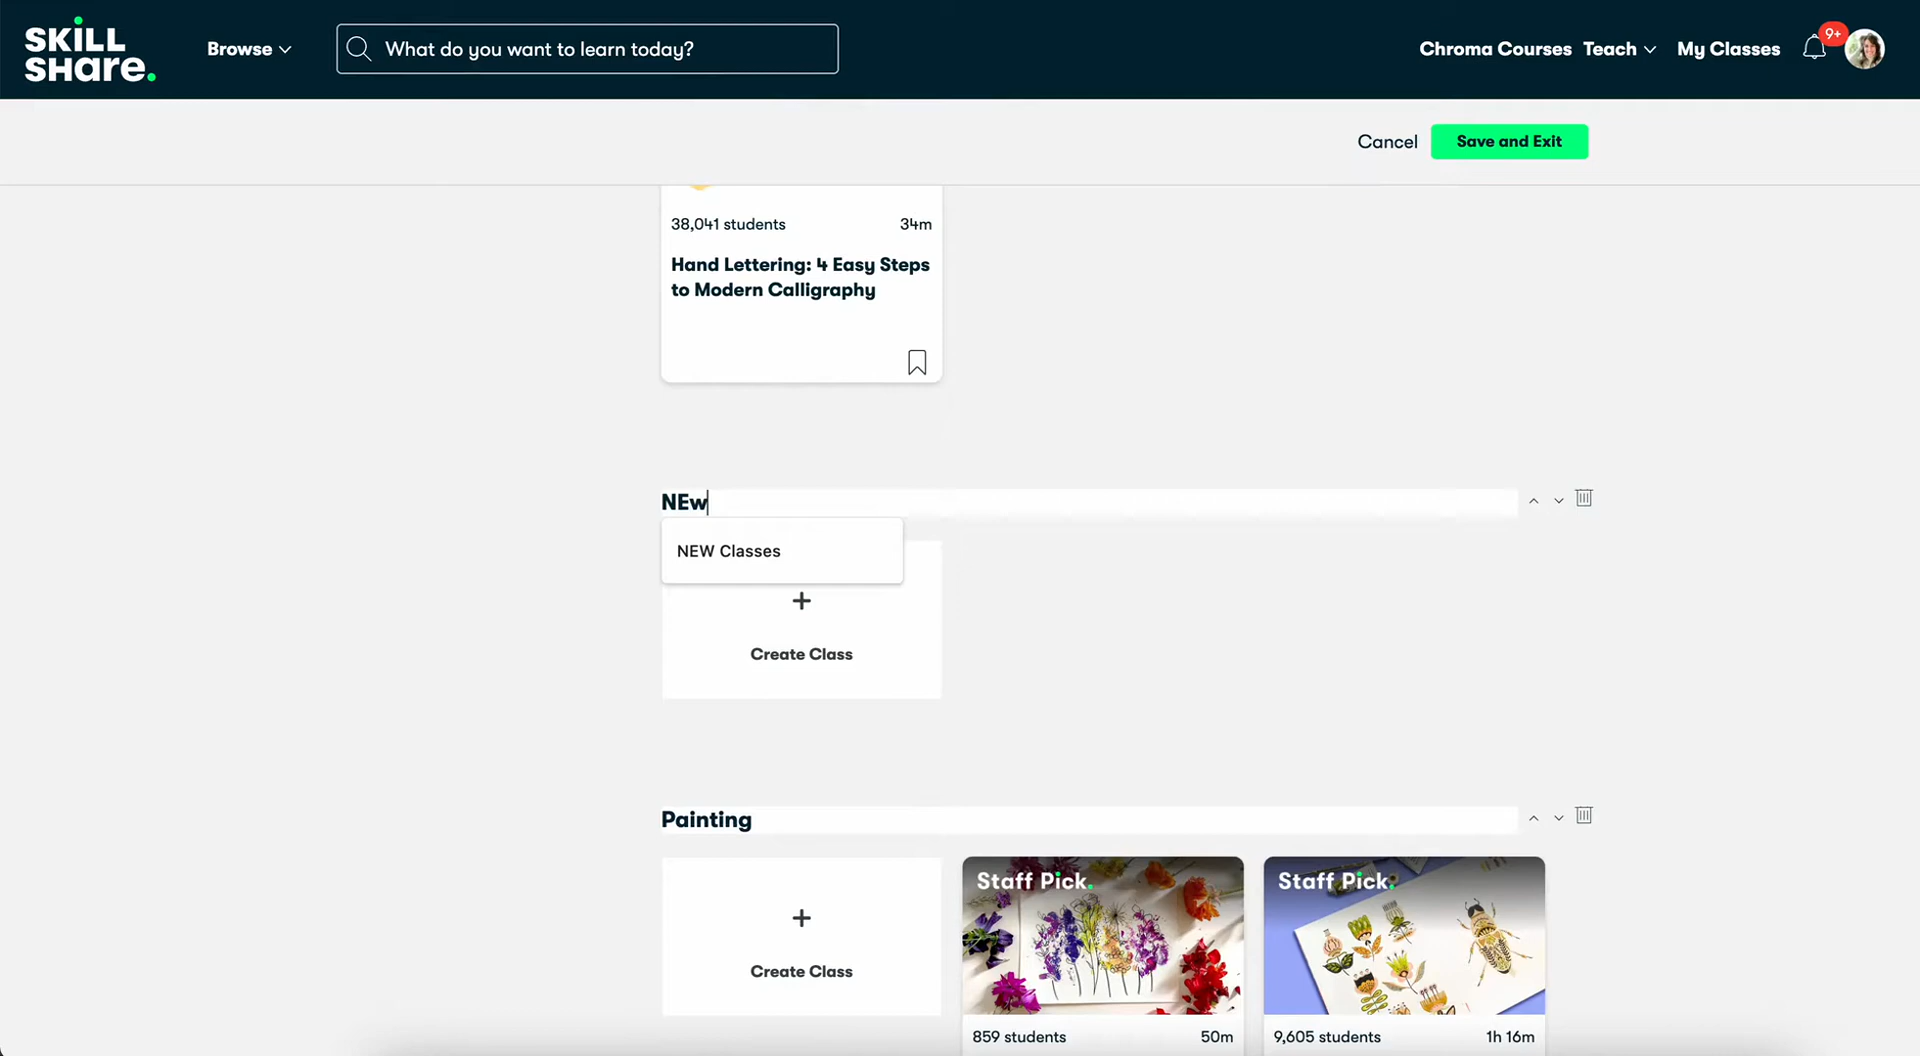 SKILL
SHare.
Browse
What do you want to learn today?
Chroma Courses
Teach
My Classes
9+
Cancel
Save and Exit
38,041 students
34m
Hand Lettering: 4 Easy Steps
to Modern Calligraphy
NEw
NEW Classes
+
Create Class
Painting
+
Create Class
Staff Pick.
Staff Pick.
859 students
50m
9,605 students
1h 16m